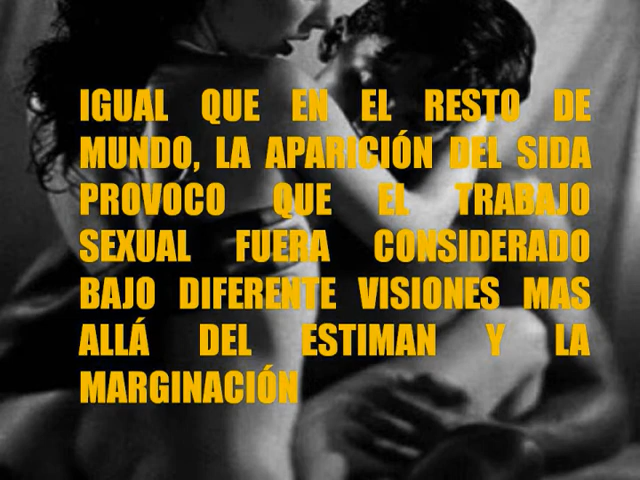 IGUAL QUE EN EL RESTO DE
MUNDO, LA APARICIÓN DEL SIDA
PROVOCO QUE EL TRABAJO
SEXUAL FUERA CONSIDERADO
BAJO DIFERENTE VISIONES MAS
ALLÁ DEL ESTIMAN Y LA
MARGINACIÓN